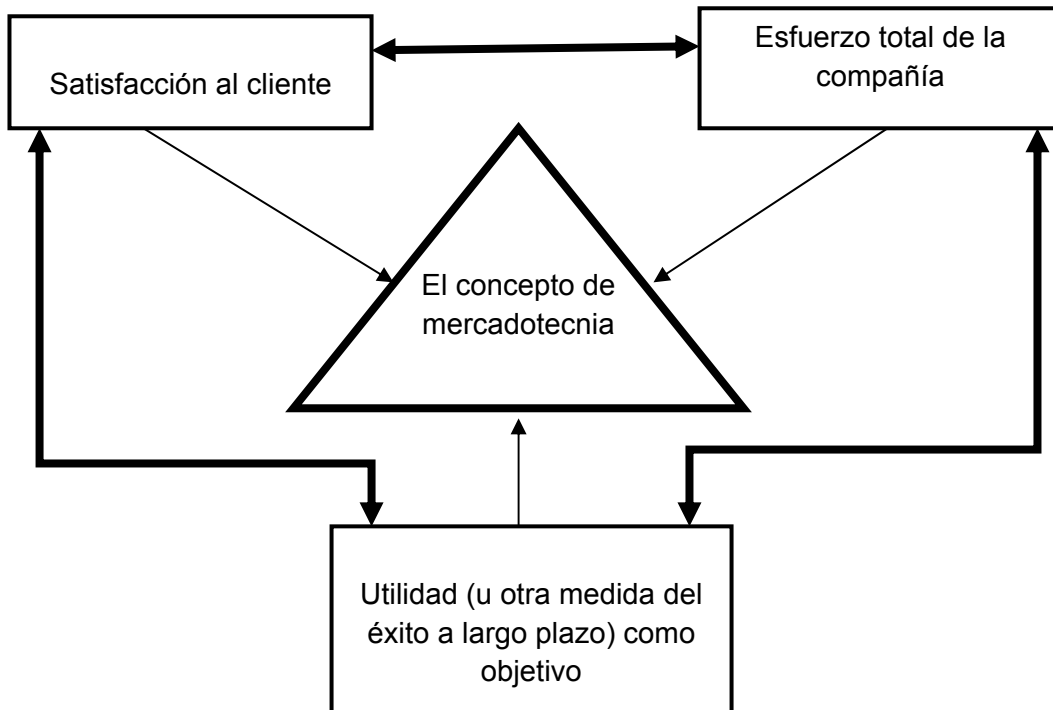 Satisfacción al cliente
Esfuerzo total de la
compañía
El concepto de
mercadotecnia
Utilidad (u otra medida del
éxito a largo plazo) como
objetivo